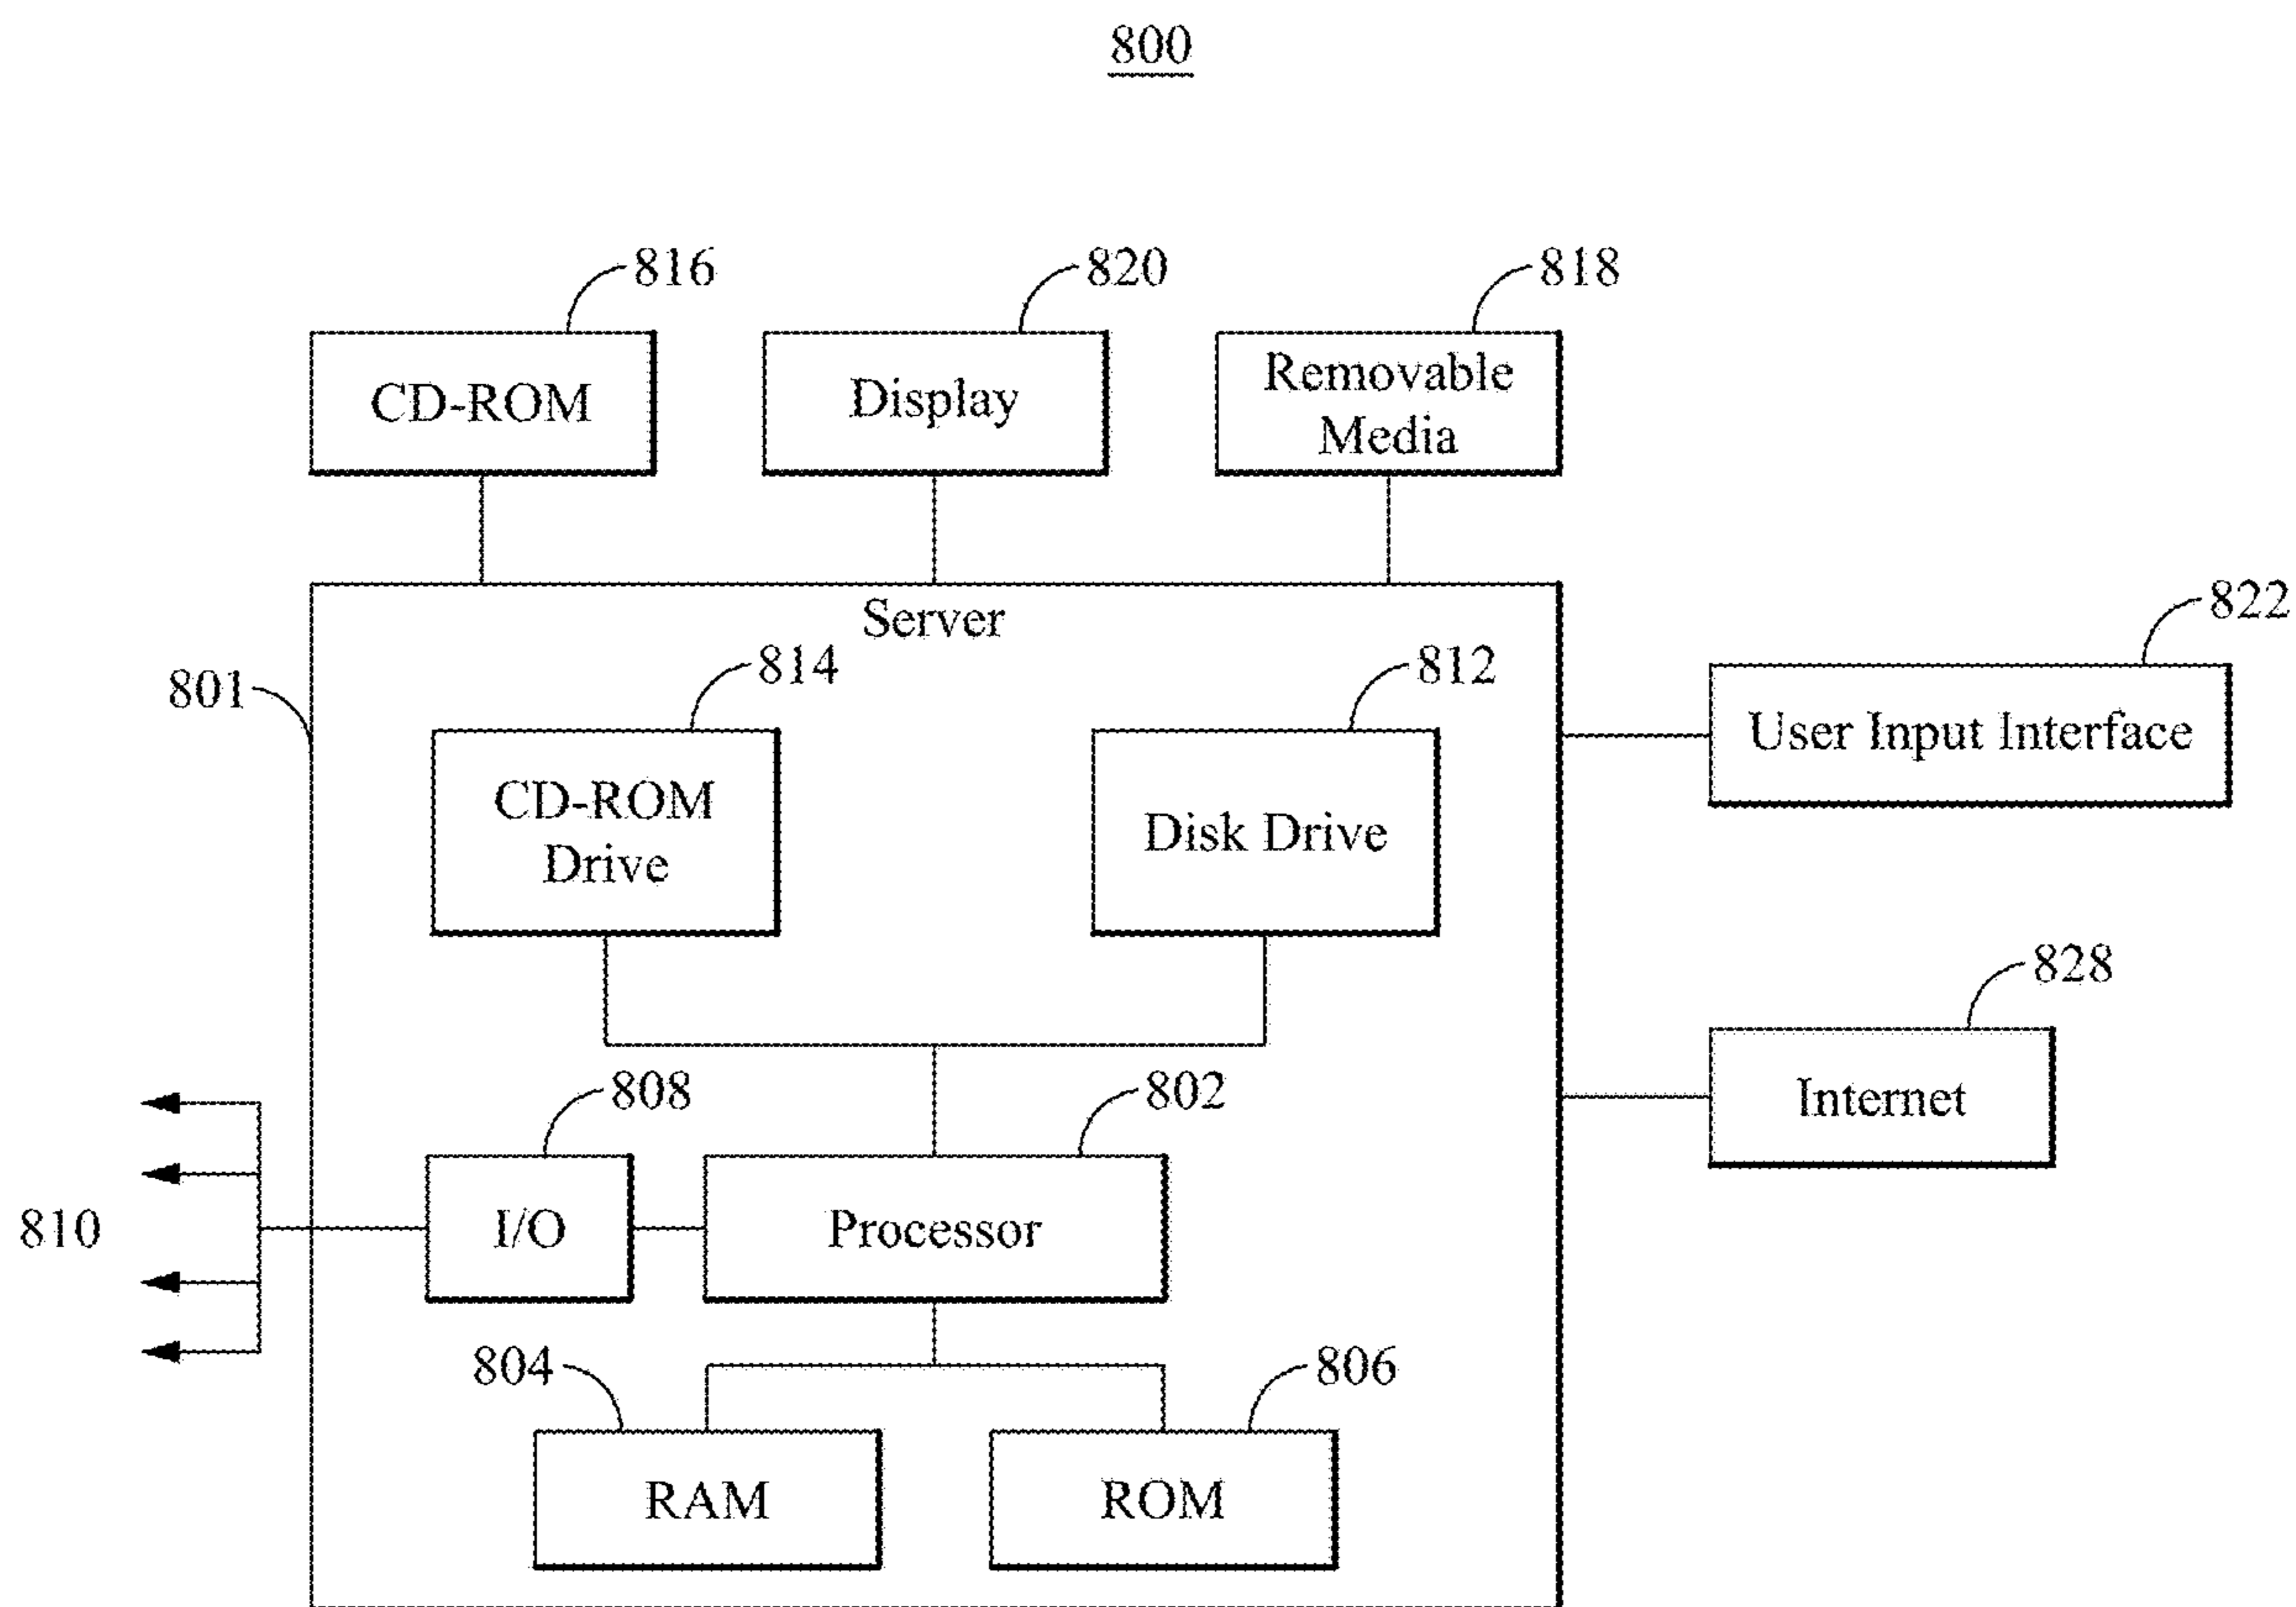 800
816
820
818
CD-ROM
Display
Removable
Media
Server
822
801
814
812
User Input Interface
CD-ROM
Drive
Disk Drive
828
Internet
808
802
810
I/O
Processor
804
806
RAM
ROM